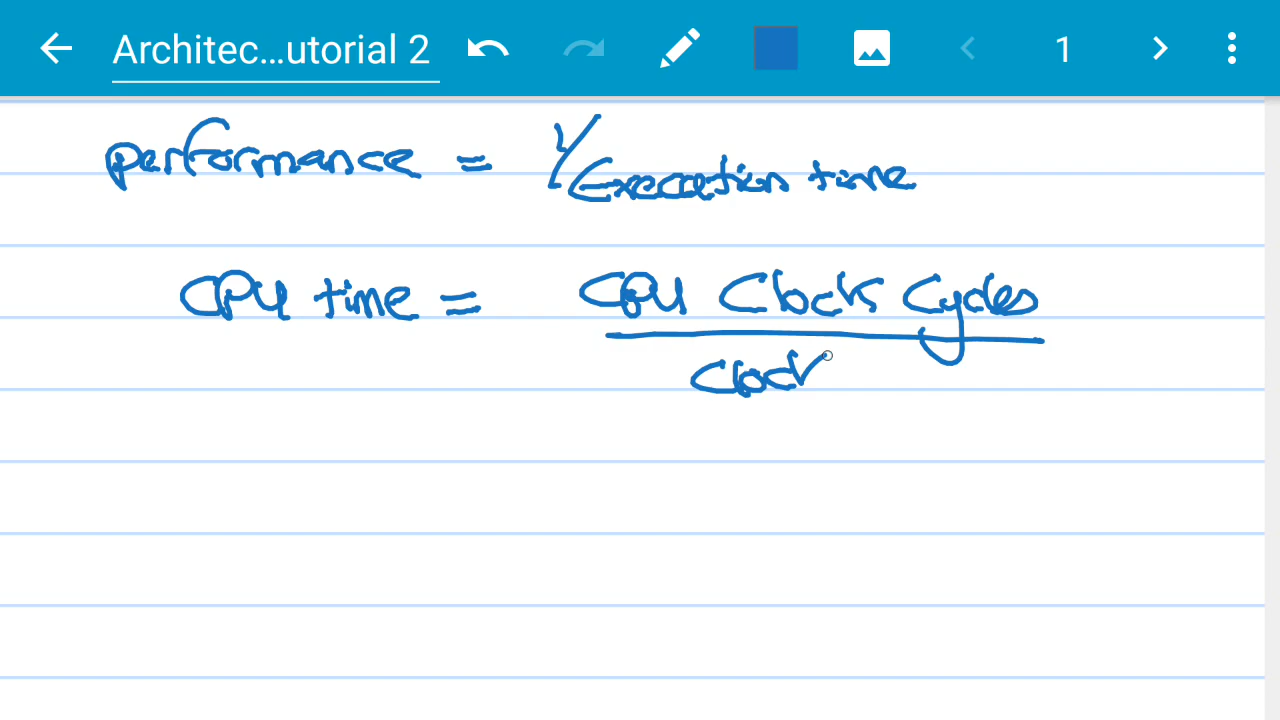 Architec...utorial 2 1
performance = 1/Execution time
CPU time = CPU Clock Cycles
Clock